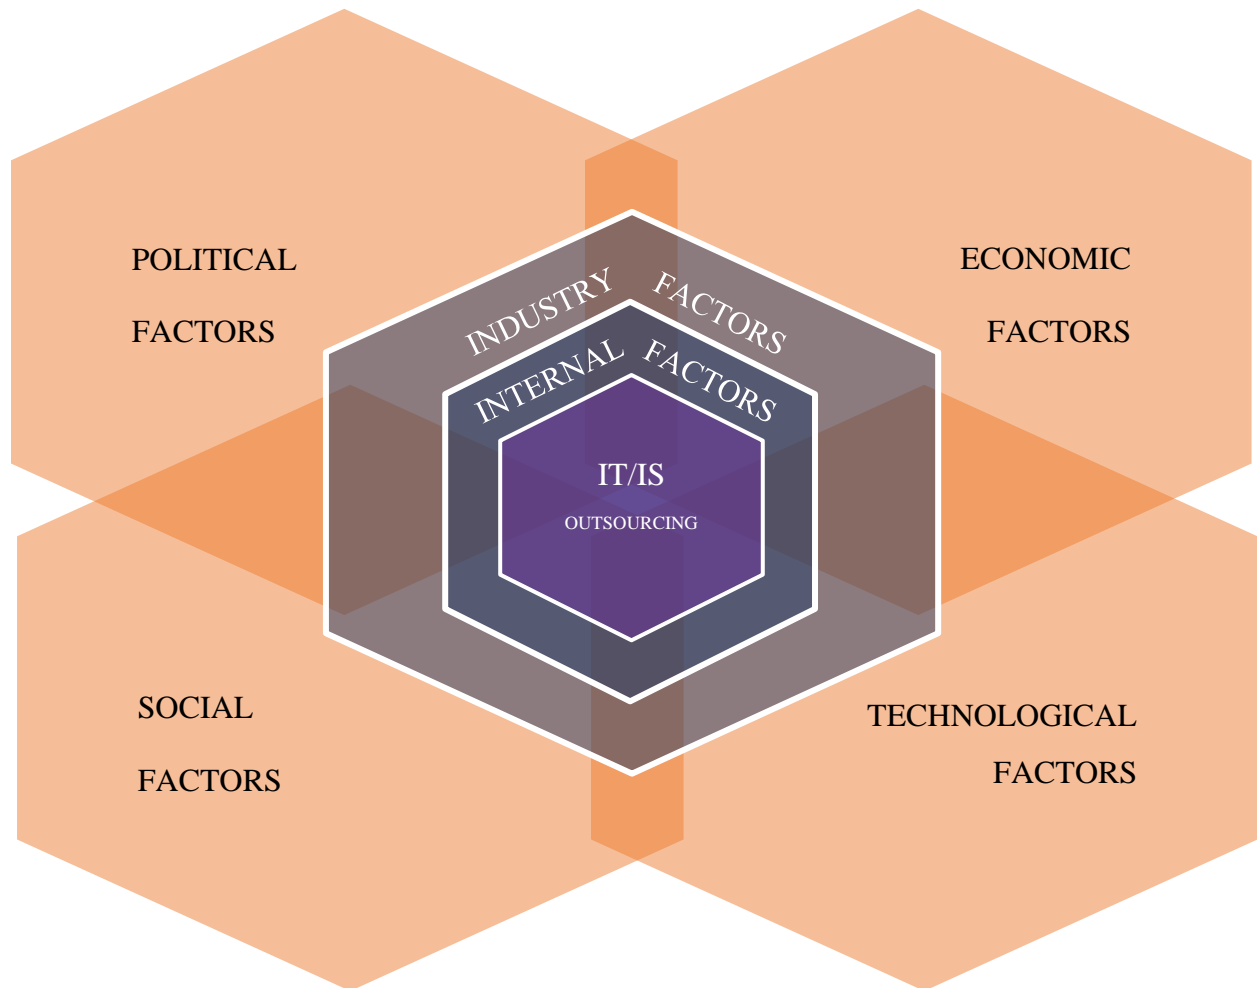 POLITICAL
FACTORS
ECONOMIC
FACTORS
INDUSTRY FACTORS
INTERNAL FACTORS
IT/IS
OUTSOURCING
SOCIAL
FACTORS
TECHNOLOGICAL
FACTORS